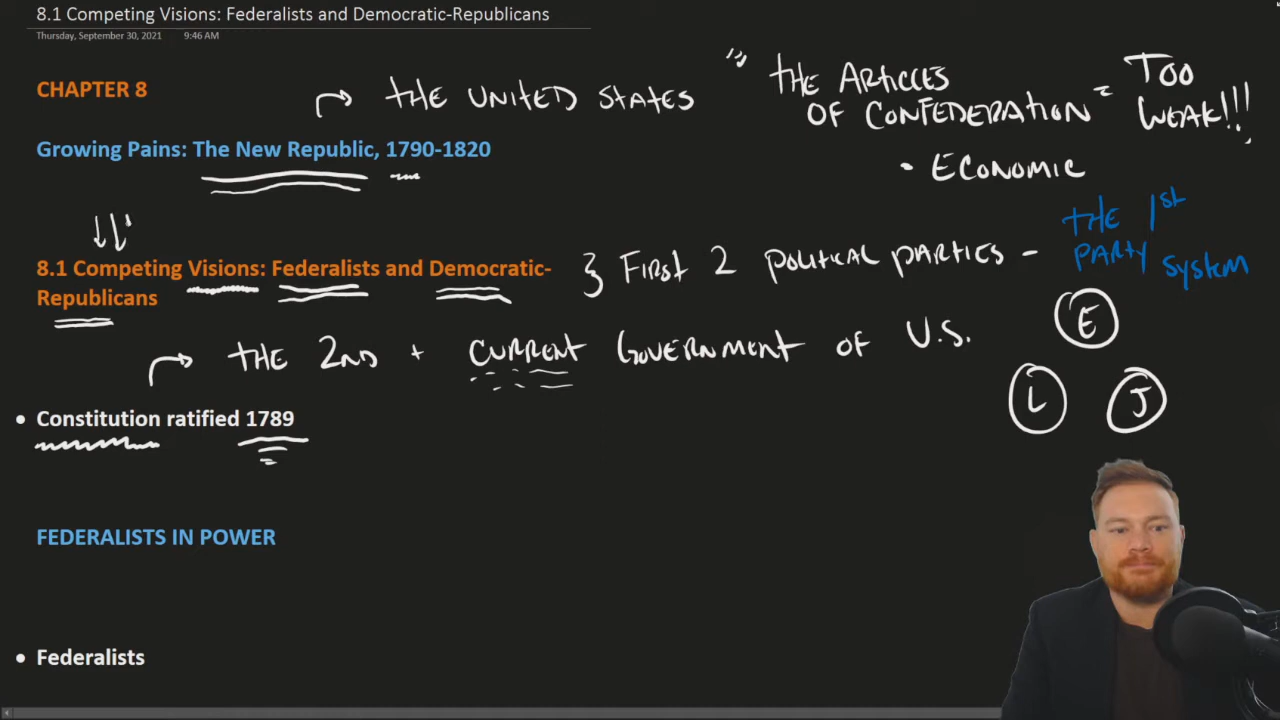 8.1 Competing Visions: Federalists and Democratic-Republicans
Thursday, September 30, 2021 9:46 AM
CHAPTER 8
THE UNITED STATES
THE ARTICLES
OF CONFEDERATION = TOO
WEAK!!!
Growing Pains: The New Republic, 1790-1820
• ECONOMIC
8.1 Competing Visions: Federalists and Democratic-
Republicans
FIRST 2 POLITICAL PARTIES -
THE 1st
PARTY SYSTEM
THE 2ND + CURRENT GOVERNMENT OF U.S.
E
L J
• Constitution ratified 1789
FEDERALISTS IN POWER
• Federalists